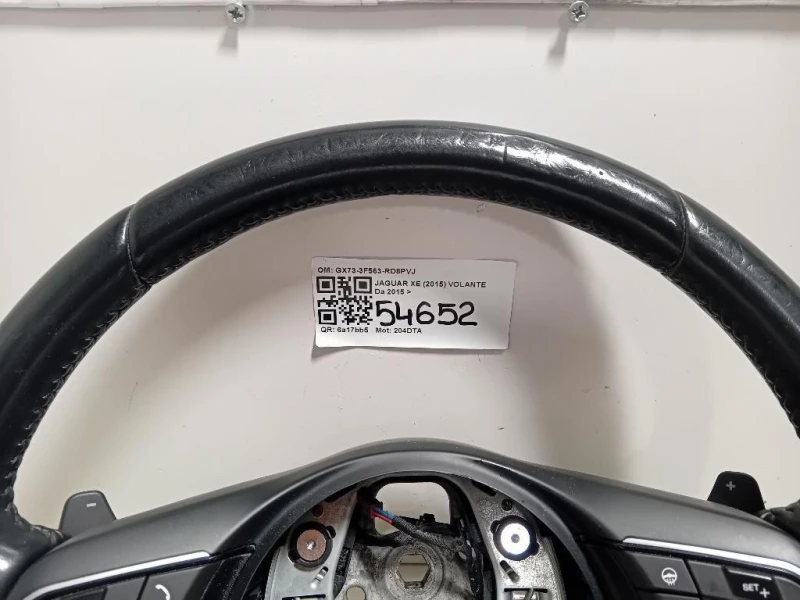 OM: GX73-3F563-RD8PVJ
JAGUAR XE (2015) VOLANTE
Da 2015 >
54652
QR: 6a17bb5 Mot: 204DTA
- +
SET +